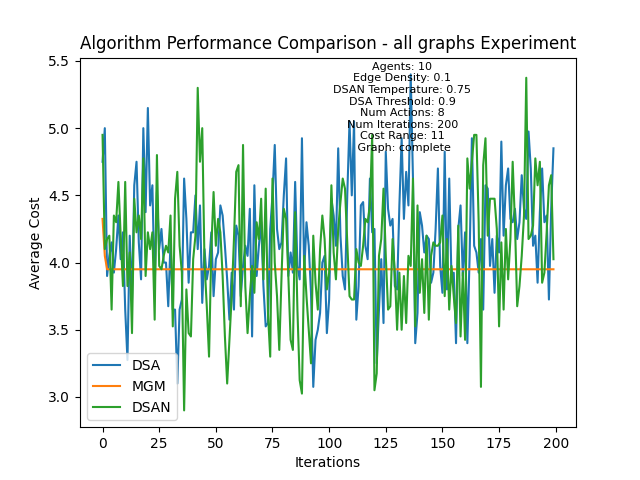 Algorithm Performance Comparison - all graphs Experiment
Agents: 10
Edge Density: 0.1
DSAN Temperature: 0.75
DSA Threshold: 0.9
Num Actions: 8
Num Iterations: 200
Cost Range: 11
Graph: complete
5.5
5.0
4.5
4.0
3.5
3.0
Average Cost
DSA
MGM
DSAN
0 25 50 75 100 125 150 175 200
Iterations